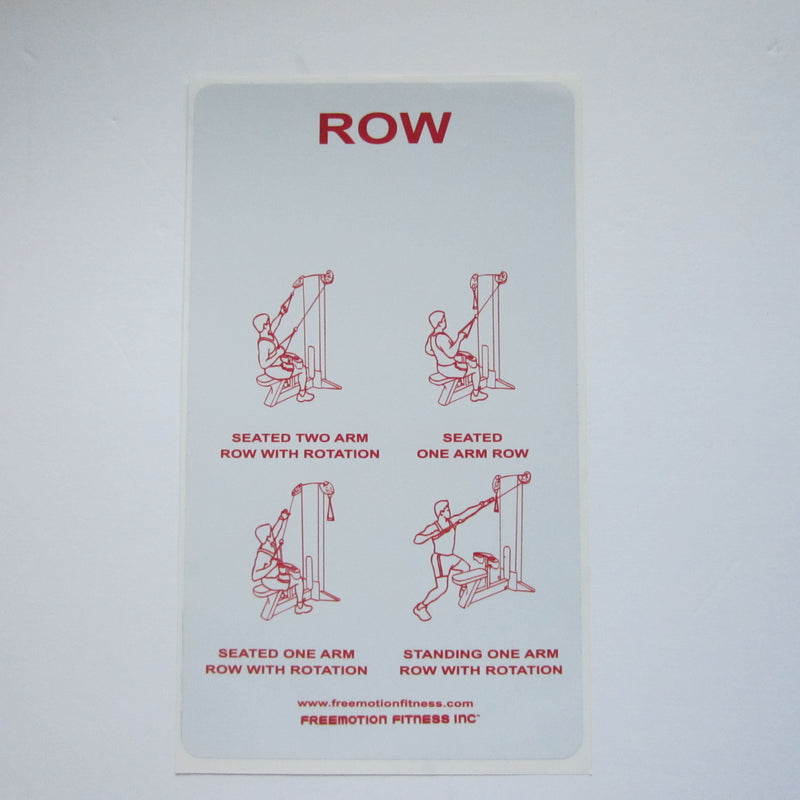 ROW
SEATED TWO ARM
ROW WITH ROTATION
SEATED
ONE ARM ROW
SEATED ONE ARM
ROW WITH ROTATION
STANDING ONE ARM
ROW WITH ROTATION
www.freemotionfitness.com
FREEMOTION FITNESS INC™